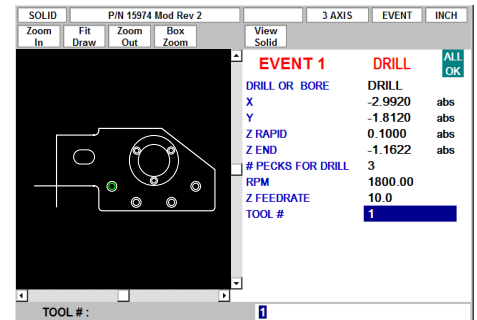 SOLID P/N 15974 Mod Rev 2 3 AXIS EVENT INCH
Zoom In Fit Draw Zoom Out Box Zoom View Solid
EVENT 1 DRILL ALL OK
DRILL OR BORE DRILL
X -2.9920 abs
Y -1.8120 abs
Z RAPID 0.1000 abs
Z END -1.1622 abs
# PECKS FOR DRILL 3
RPM 1800.00
Z FEEDRATE 10.0
TOOL # 1
TOOL # : 1